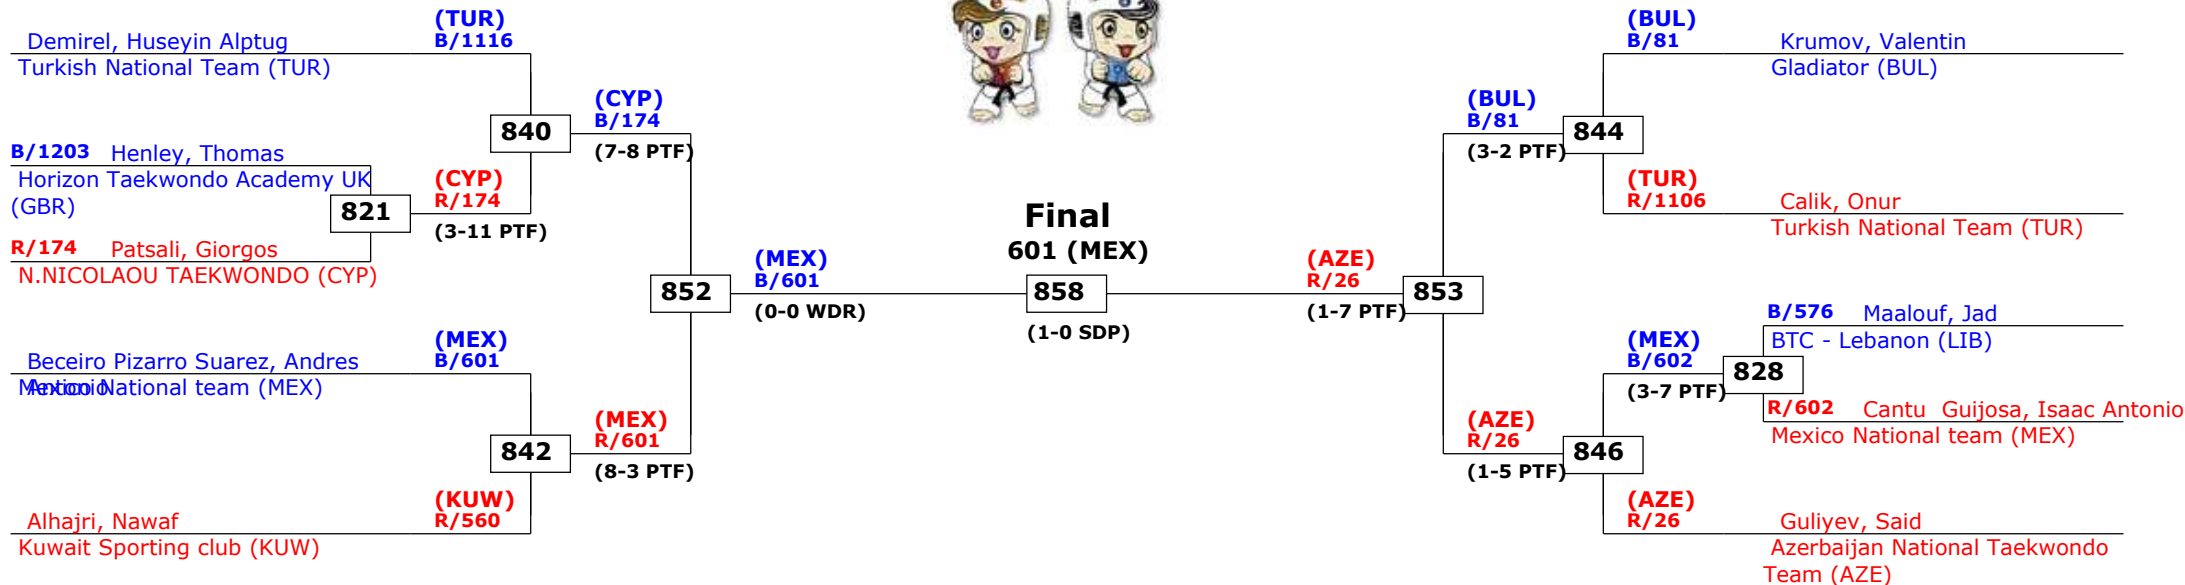 (TUR)
B/1116
Demirel, Huseyin Alptug
Turkish National Team (TUR)
840
(CYP)
B/174
(7-8 PTF)
B/1203 Henley, Thomas
Horizon Taekwondo Academy UK
(GBR)
821
(CYP)
R/174
(3-11 PTF)
R/174 Patsali, Giorgos
N.NICOLAOU TAEKWONDO (CYP)
852
(MEX)
B/601
(0-0 WDR)
(MEX)
B/601
Beceiro Pizarro Suarez, Andres
Antonio
Mexico National team (MEX)
842
(MEX)
R/601
(8-3 PTF)
(KUW)
R/560
Alhajri, Nawaf
Kuwait Sporting club (KUW)
Final
601 (MEX)
858
(1-0 SDP)
(AZE)
R/26
(1-7 PTF)
853
(BUL)
B/81
(3-2 PTF)
844
(BUL)
B/81
Krumov, Valentin
Gladiator (BUL)
(TUR)
R/1106
Calik, Onur
Turkish National Team (TUR)
B/576 Maalouf, Jad
BTC - Lebanon (LIB)
(MEX)
B/602
(3-7 PTF)
828
R/602 Cantu  Guijosa, Isaac Antonio
Mexico National team (MEX)
(AZE)
R/26
(1-5 PTF)
846
(AZE)
R/26
Guliyev, Said
Azerbaijan National Taekwondo
Team (AZE)